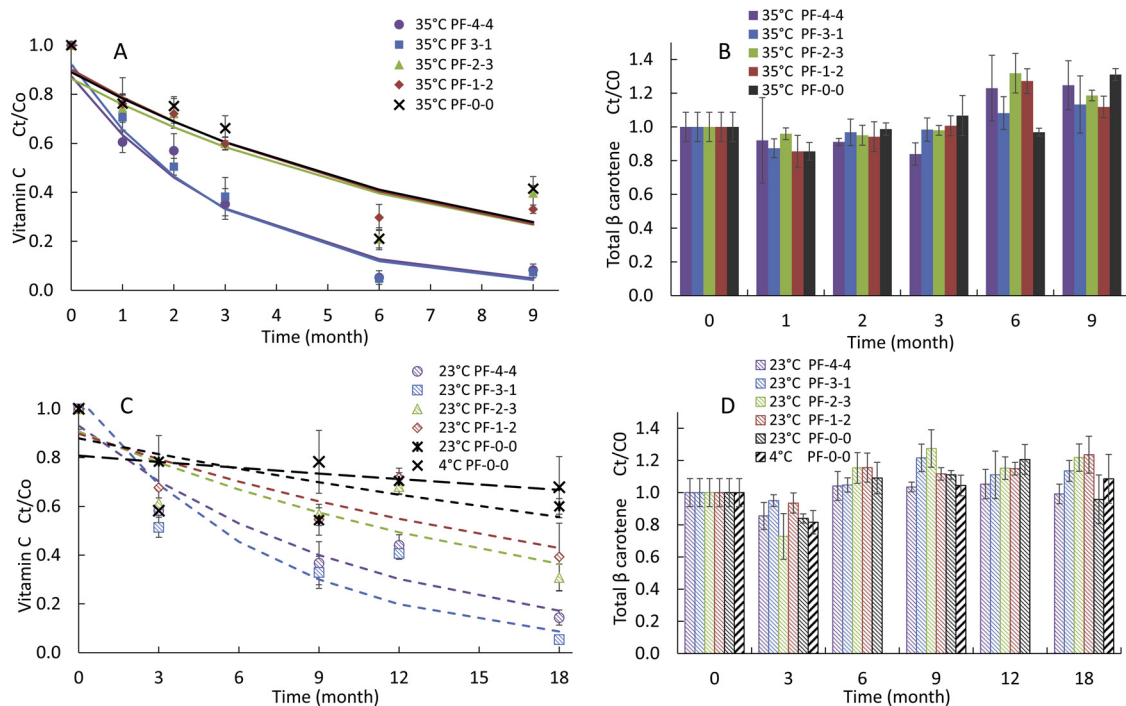 A
35°C PF-4-4
35°C PF 3-1
35°C PF-2-3
35°C PF-1-2
35°C PF-0-0
Vitamin C Ct/Co
1.0
0.8
0.6
0.4
0.2
0.0
0 1 2 3 4 5 6 7 8 9
Time (month)
B
35°C PF-4-4
35°C PF 3-1
35°C PF-2-3
35°C PF-1-2
35°C PF-0-0
Total β carotene Ct/C0
1.4
1.2
1.0
0.8
0.6
0.4
0.2
0.0
0 1 2 3 6 9
Time (month)
C
23°C PF-4-4
23°C PF-3-1
23°C PF-2-3
23°C PF-1-2
23°C PF-0-0
4°C PF-0-0
Vitamin C Ct/Co
1.0
0.8
0.6
0.4
0.2
0.0
0 3 6 9 12 15 18
Time (month)
D
23°C PF-4-4
23°C PF-3-1
23°C PF-2-3
23°C PF-1-2
23°C PF-0-0
4°C PF-0-0
Total β carotene Ct/C0
1.4
1.2
1.0
0.8
0.6
0.4
0.2
0.0
0 3 6 9 12 18
Time (month)